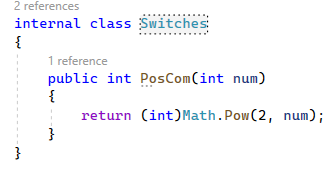 2 references
internal class Switches
{
1 reference
public int PosCom(int num)
{
return (int)Math.Pow(2, num);
}
}